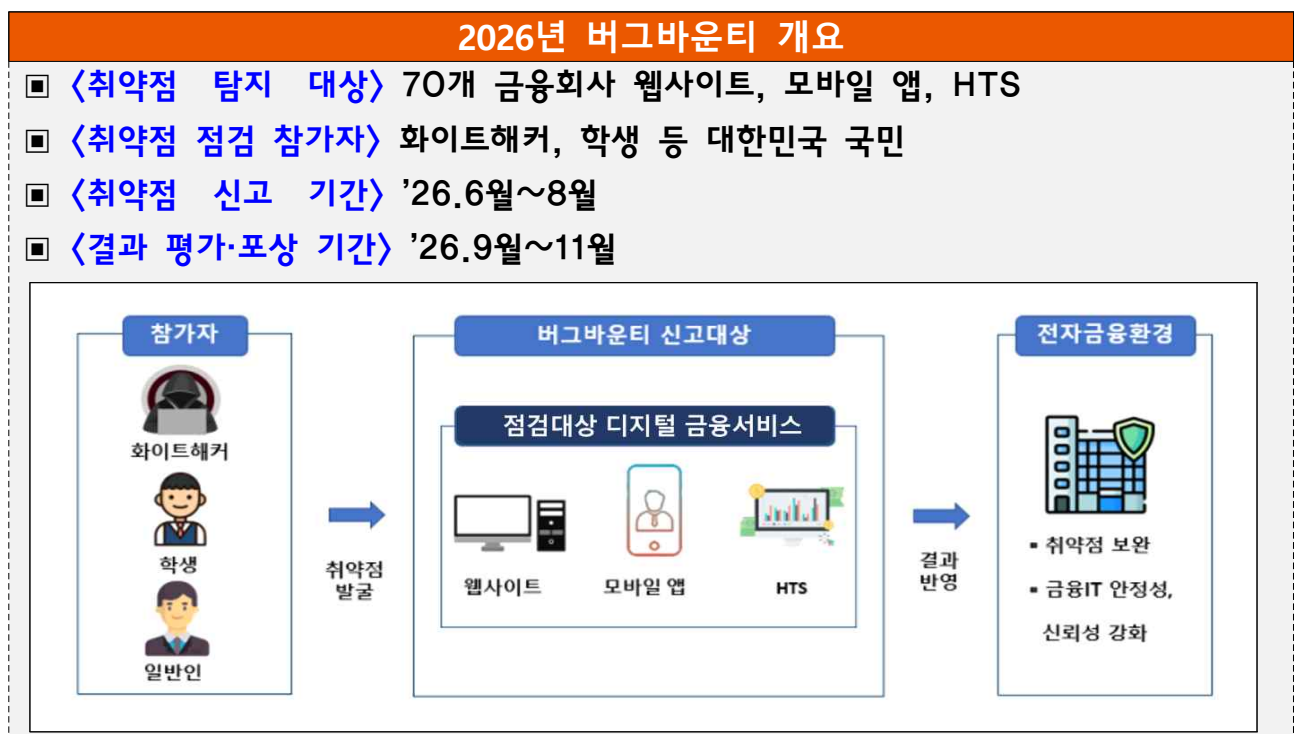 2026년 버그바운티 개요
▣ <취약점 탐지 대상> 70개 금융회사 웹사이트, 모바일 앱, HTS
▣ <취약점 점검 참가자> 화이트해커, 학생 등 대한민국 국민
▣ <취약점 신고 기간> ’26.6월~8월
▣ <결과 평가·포상 기간> ’26.9월~11월
참가자
화이트해커
학생
일반인
취약점
발굴
버그바운티 신고대상
점검대상 디지털 금융서비스
웹사이트
모바일 앱
HTS
결과
반영
전자금융환경
▪ 취약점 보완
▪ 금융IT 안정성,
신뢰성 강화